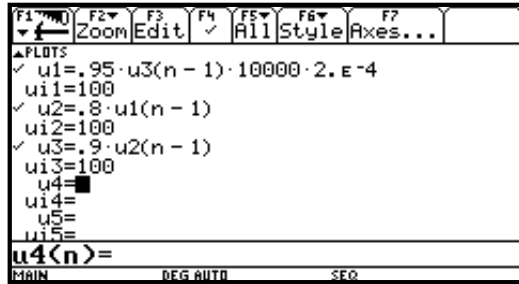 F1 F2 F3 F4 F5 F6 F7
Zoom Edit ✓ All Style Axes...
▲PLOTS
✓ u1=.95·u3(n - 1)·10000·2.ᴇ⁻4
ui1=100
✓ u2=.8·u1(n - 1)
ui2=100
✓ u3=.9·u2(n - 1)
ui3=100
u4=
ui4=
u5=
ui5=
u4(n)=
MAIN DEG AUTO SEQ